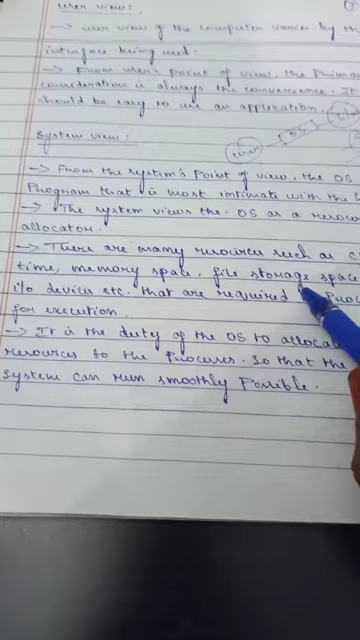 user view:
→ user view of the computer varies by the
interface being used.
→ From user's point of view, the
consideration is always the convenience. It
should be easy to use an application.
OS
user
System view:
→ From the system's point of view, the OS
Program that is most intimate with the
→ The system views the OS as a
allocator.
→ There are many resources such as
time, memory space, file storage space
i/o devices etc. that are required
for execution.
→ It is the duty of the OS to
resources to the Processes. So that the
system can run smoothly Possible.